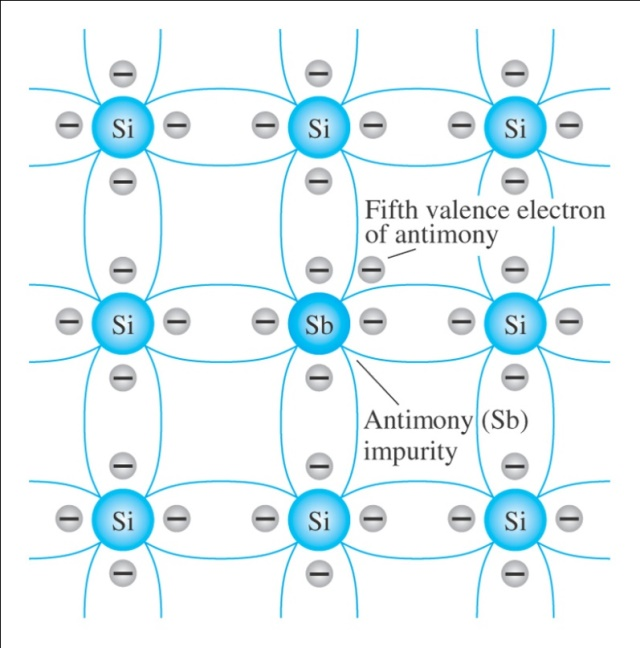 Si Si Si
Fifth valence electron
of antimony
Si Sb Si
Antimony (Sb)
impurity
Si Si Si